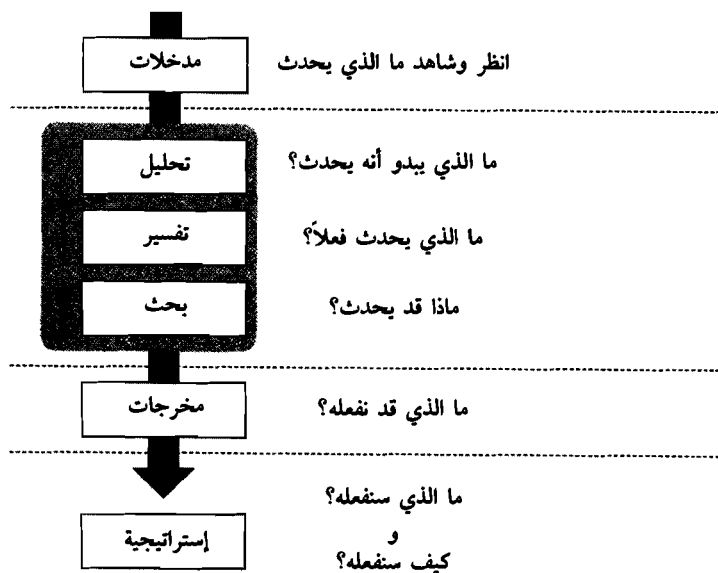 انظر وشاهد ما الذي يحدث
مدخلات
ما الذي يبدو أنه يحدث؟
تحليل
ما الذي يحدث فعلاً؟
تفسير
ماذا قد يحدث؟
بحث
ما الذي قد نفعله؟
مخرجات
ما الذي سنفعله؟
و
كيف سنفعله؟
إستراتيجية